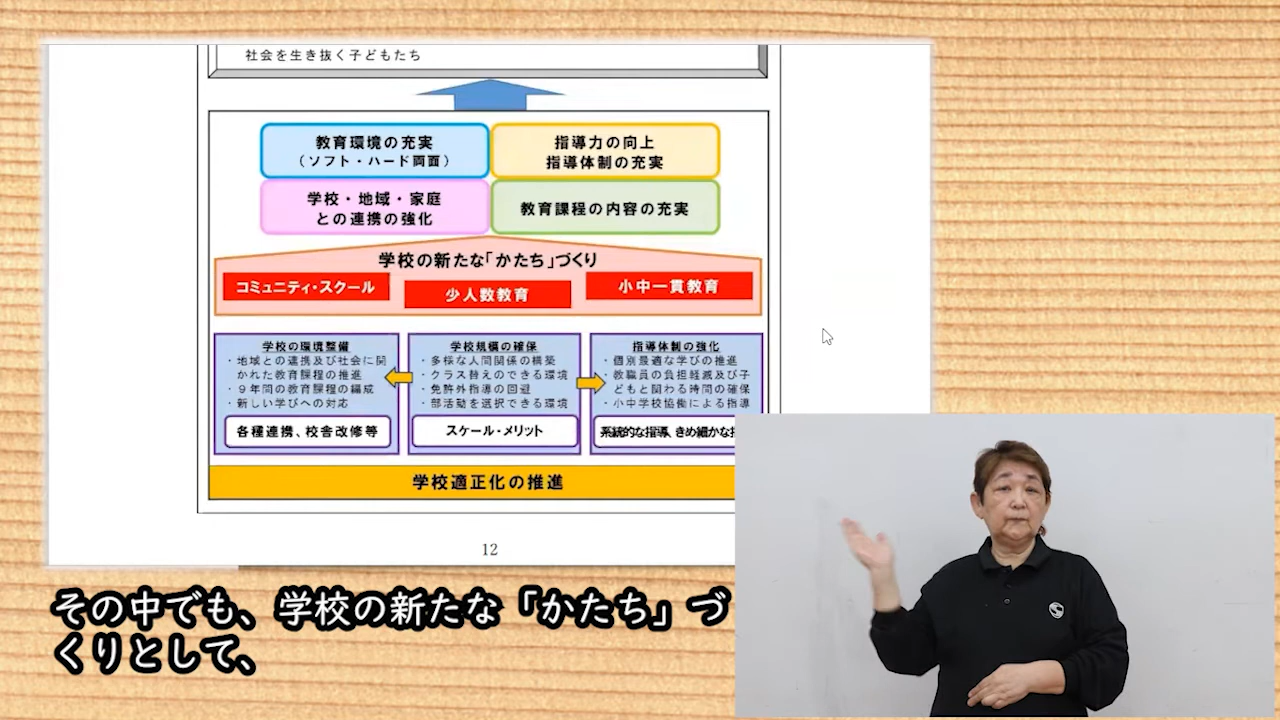 社会を生き抜く子どもたち
教育環境の充実
（ソフト・ハード両面）
指導力の向上
指導体制の充実
学校・地域・家庭
との連携の強化
教育課程の内容の充実
学校の新たな「かたち」づくり
コミュニティ・スクール
少人数教育
小中一貫教育
学校の環境整備
・地域との連携及び社会に開
かれた教育課程の推進
・９年間の教育課程の編成
・新しい学びへの対応
各種連携、校舎改修等
学校規模の確保
・多様な人間関係の構築
・クラス替えのできる環境
・免許外指導の回避
・部活動を選択できる環境
スケール・メリット
指導体制の強化
・個別最適な学びの推進
・教職員の負担軽減及び子
どもと関わる時間の確保
・小中学校協働による指導
系統的な指導、きめ細かな
学校適正化の推進
12
その中でも、学校の新たな「かたち」づ
くりとして、